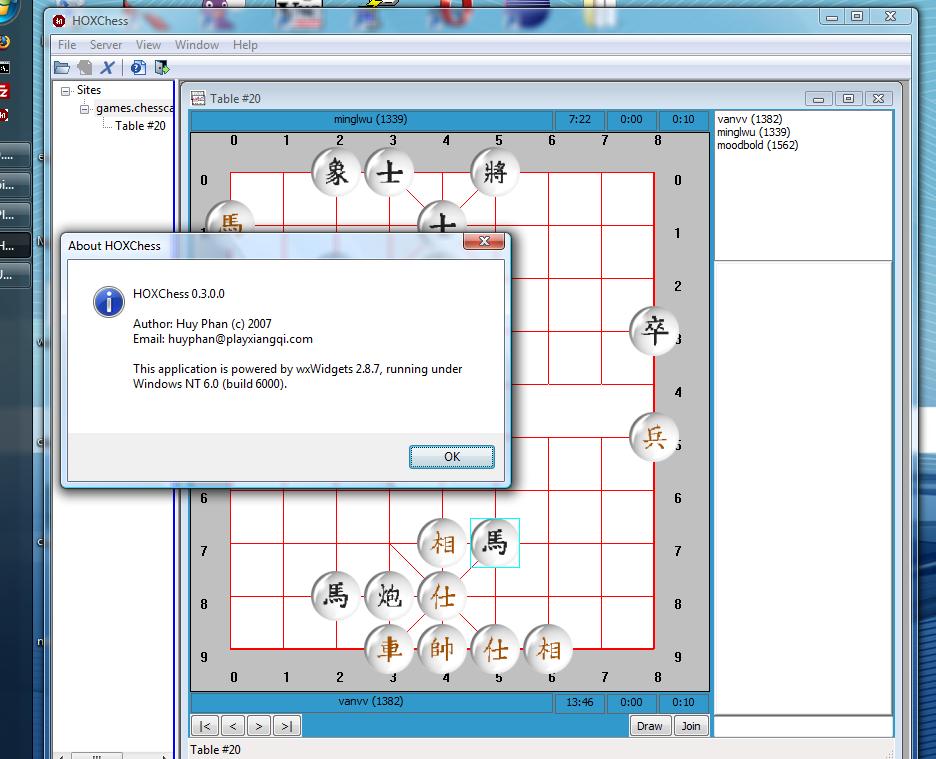 HOXChess
File Server View Window Help
Sites
games.chessca
Table #20
Table #20
minglwu (1339) 7:22 0:00 0:10
0 1 2 3 4 5 6 7 8
0 象 士 將 0
馬 士 1
2
卒 3
4
兵 5
6 6
7 相 馬 7
8 馬 炮 仕 8
車 帥 仕 相
9 9
0 1 2 3 4 5 6 7 8
vanvv (1382) 13:46 0:00 0:10
|< < > >| Draw Join
Table #20
vanvv (1382)
minglwu (1339)
moodbold (1562)
About HOXChess
HOXChess 0.3.0.0
Author: Huy Phan (c) 2007
Email: huyphan@playxiangqi.com
This application is powered by wxWidgets 2.8.7, running under
Windows NT 6.0 (build 6000).
OK